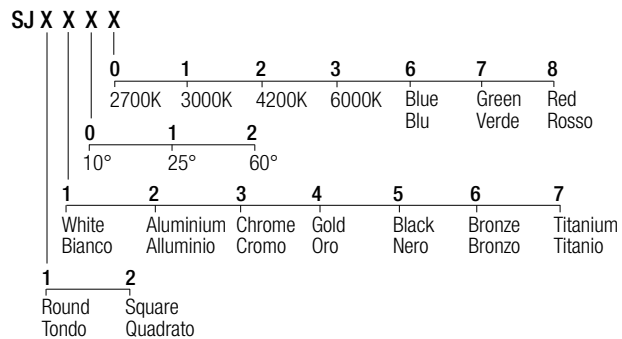 SJ X X X X
0 1 2 3 6 7 8
2700K 3000K 4200K 6000K Blue Green Red
Blu Verde Rosso
0 1 2
10° 25° 60°
1 2 3 4 5 6 7
White Aluminium Chrome Gold Black Bronze Titanium
Bianco Alluminio Cromo Oro Nero Bronzo Titanio
1 2
Round Square
Tondo Quadrato